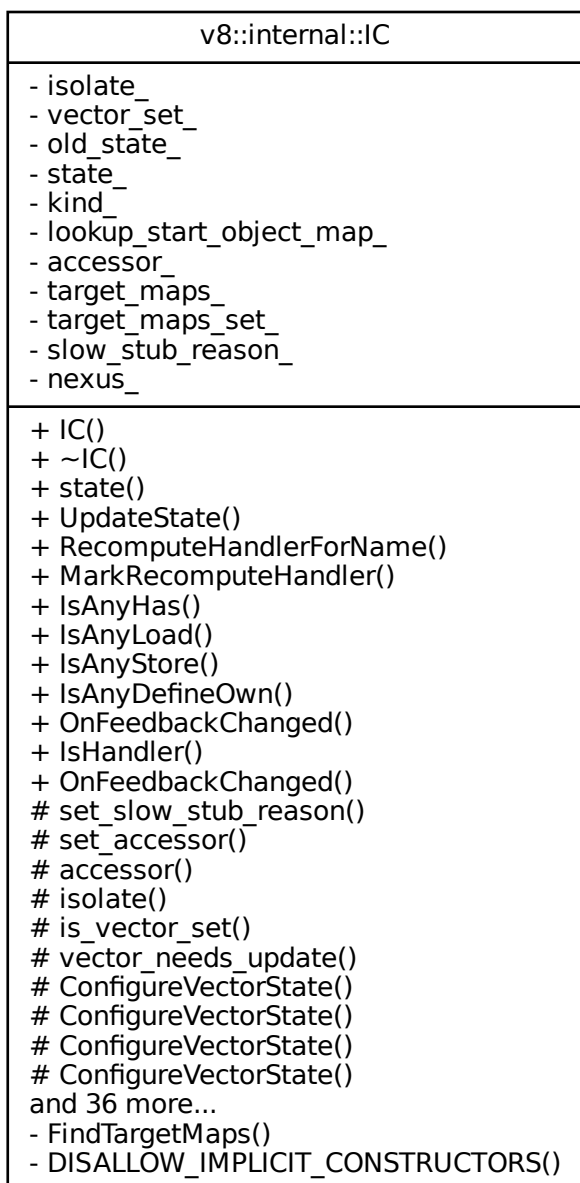 v8::internal::IC
- isolate_
- vector_set_
- old_state_
- state_
- kind_
- lookup_start_object_map_
- accessor_
- target_maps_
- target_maps_set_
- slow_stub_reason_
- nexus_
+ IC()
+ ~IC()
+ state()
+ UpdateState()
+ RecomputeHandlerForName()
+ MarkRecomputeHandler()
+ IsAnyHas()
+ IsAnyLoad()
+ IsAnyStore()
+ IsAnyDefineOwn()
+ OnFeedbackChanged()
+ IsHandler()
+ OnFeedbackChanged()
# set_slow_stub_reason()
# set_accessor()
# accessor()
# isolate()
# is_vector_set()
# vector_needs_update()
# ConfigureVectorState()
# ConfigureVectorState()
# ConfigureVectorState()
# ConfigureVectorState()
and 36 more...
- FindTargetMaps()
- DISALLOW_IMPLICIT_CONSTRUCTORS()